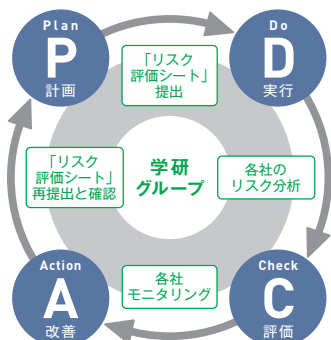 Plan
P
計画
Do
D
実行
「リスク
評価シート」
提出
「リスク
評価シート」
再提出と確認
学研
グループ
各社の
リスク分析
各社
モニタリング
Action
A
改善
Check
C
評価